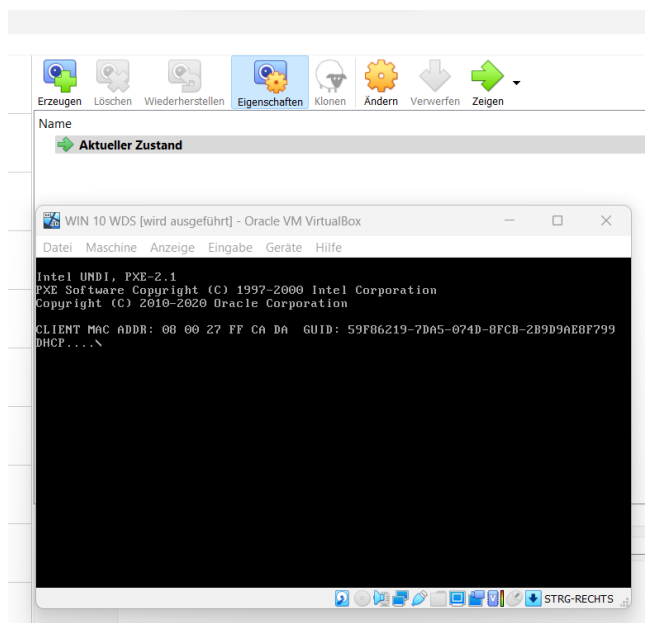 Erzeugen Löschen Wiederherstellen Eigenschaften Klonen Ändern Verwerfen Zeigen
Name
Aktueller Zustand
WIN 10 WDS [wird ausgeführt] - Oracle VM VirtualBox
Datei Maschine Anzeige Eingabe Geräte Hilfe
Intel UNDI, PXE-2.1
PXE Software Copyright (C) 1997-2000 Intel Corporation
Copyright (C) 2010-2020 Oracle Corporation
CLIENT MAC ADDR: 08 00 27 FF CA DA GUID: 59F86219-7DA5-074D-8FCB-2B9D9AE8F799
DHCP....\
STRG-RECHTS